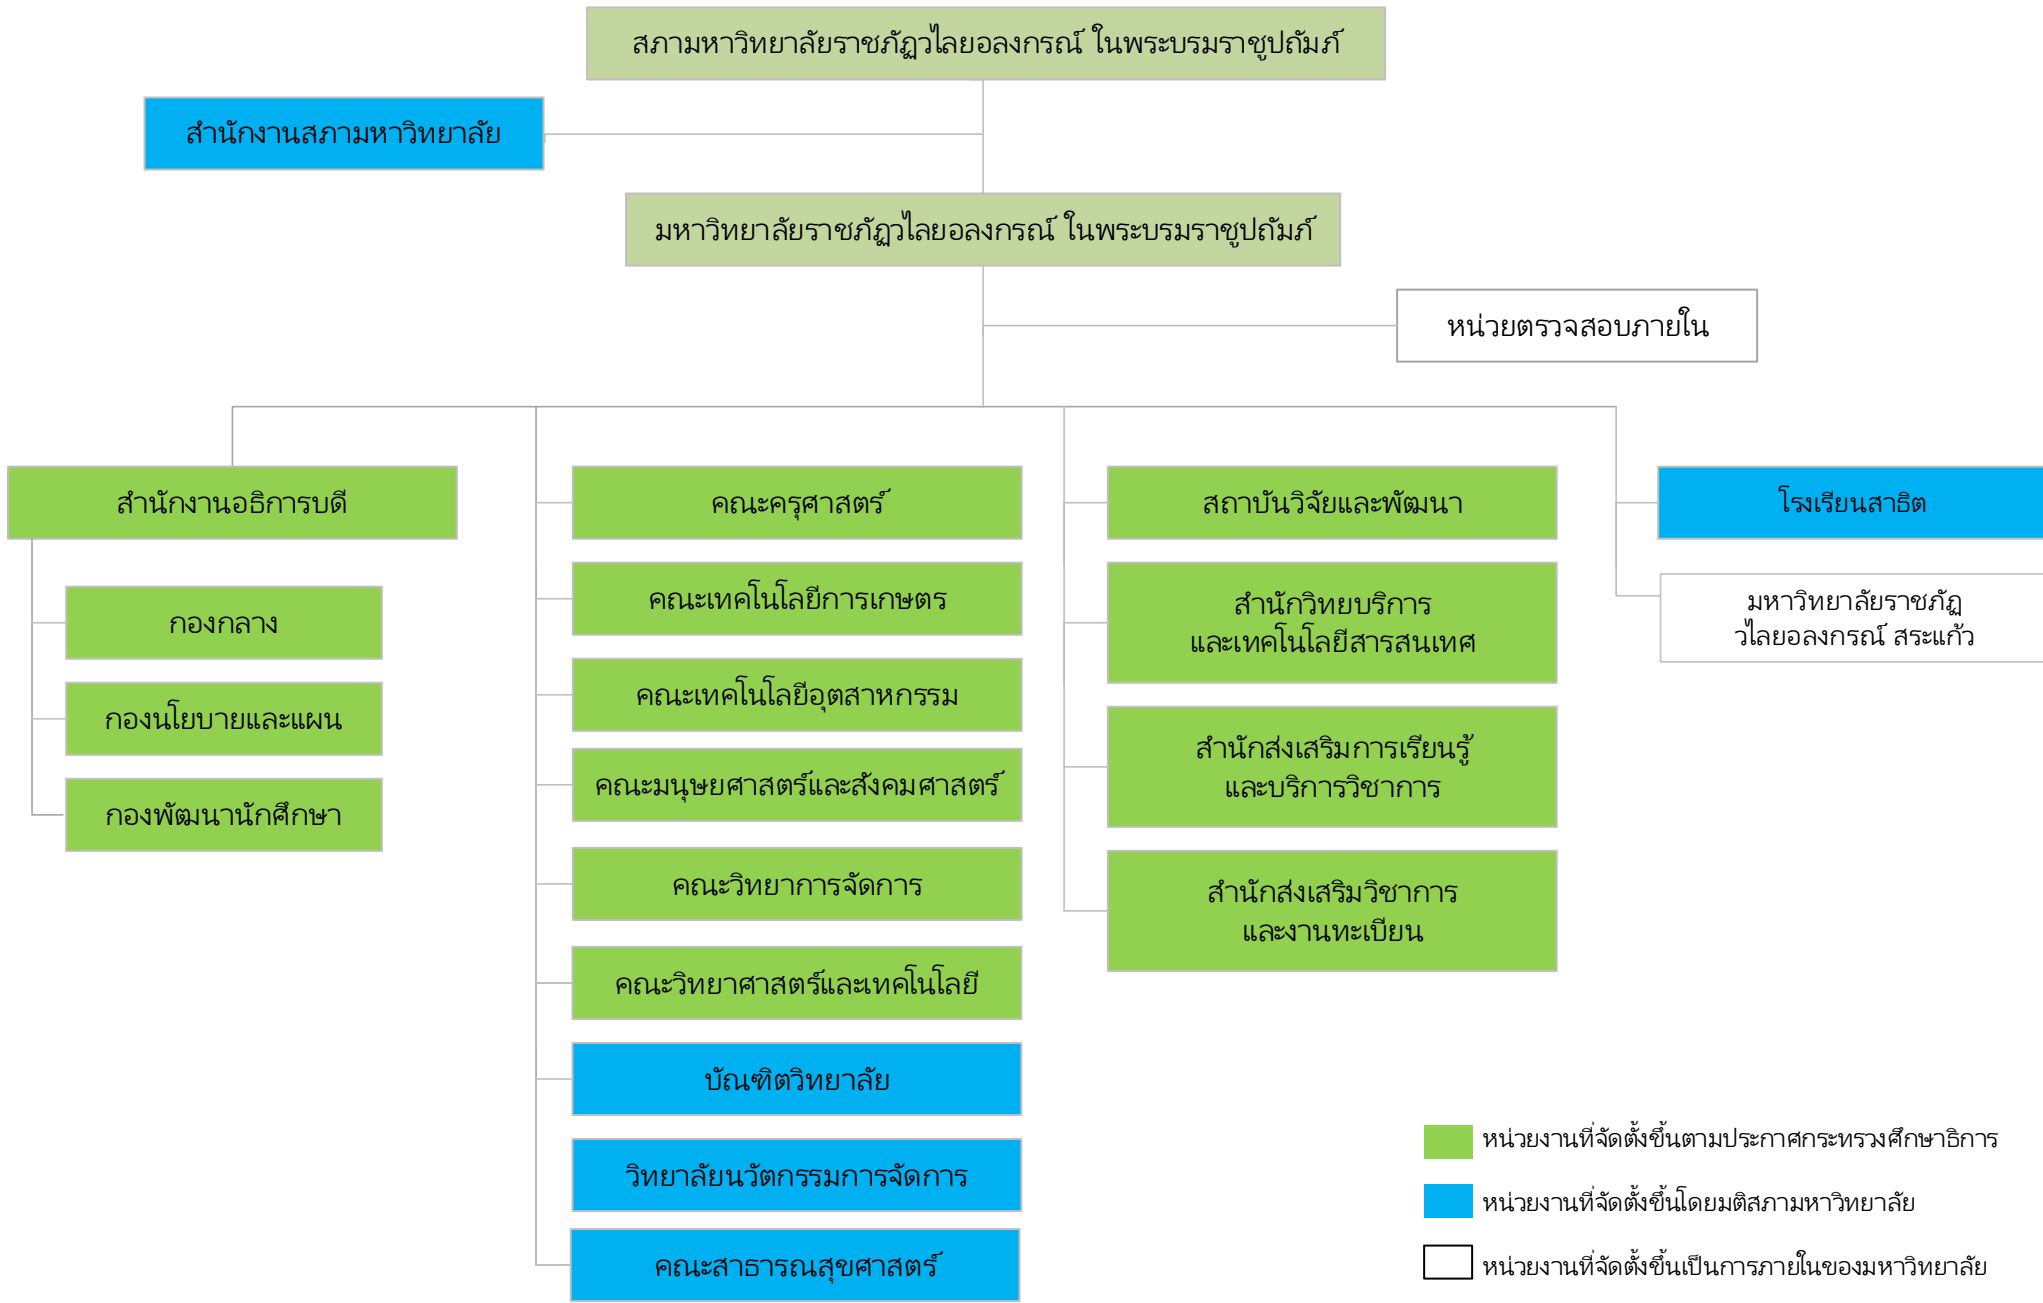 สภามหาวิทยาลัยราชภัฏวไลยอลงกรณ์ ในพระบรมราชูปถัมภ์
สำนักงานสภามหาวิทยาลัย
มหาวิทยาลัยราชภัฏวไลยอลงกรณ์ ในพระบรมราชูปถัมภ์
หน่วยตรวจสอบภายใน
สำนักงานอธิการบดี
กองกลาง
กองนโยบายและแผน
กองพัฒนานักศึกษา
คณะครุศาสตร์
คณะเทคโนโลยีการเกษตร
คณะเทคโนโลยีอุตสาหกรรม
คณะมนุษยศาสตร์และสังคมศาสตร์
คณะวิทยาการจัดการ
คณะวิทยาศาสตร์และเทคโนโลยี
บัณฑิตวิทยาลัย
วิทยาลัยนวัตกรรมการจัดการ
คณะสาธารณสุขศาสตร์
สถาบันวิจัยและพัฒนา
สำนักวิทยบริการ
และเทคโนโลยีสารสนเทศ
สำนักส่งเสริมการเรียนรู้
และบริการวิชาการ
สำนักส่งเสริมวิชาการ
และงานทะเบียน
โรงเรียนสาธิต
มหาวิทยาลัยราชภัฏ
วไลยอลงกรณ์ สระแก้ว
หน่วยงานที่จัดตั้งขึ้นตามประกาศกระทรวงศึกษาธิการ
หน่วยงานที่จัดตั้งขึ้นโดยมติสภามหาวิทยาลัย
หน่วยงานที่จัดตั้งขึ้นเป็นการภายในของมหาวิทยาลัย